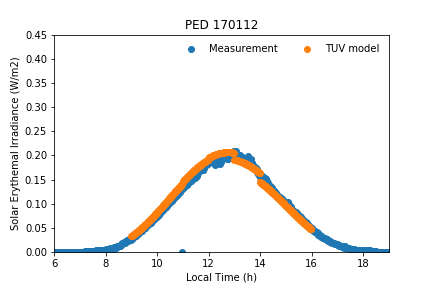 PED 170112
Measurement
TUV model
Solar Erythemal Irradiance (W/m2)
0.45
0.40
0.35
0.30
0.25
0.20
0.15
0.10
0.05
0.00
6 8 10 12 14 16 18
Local Time (h)